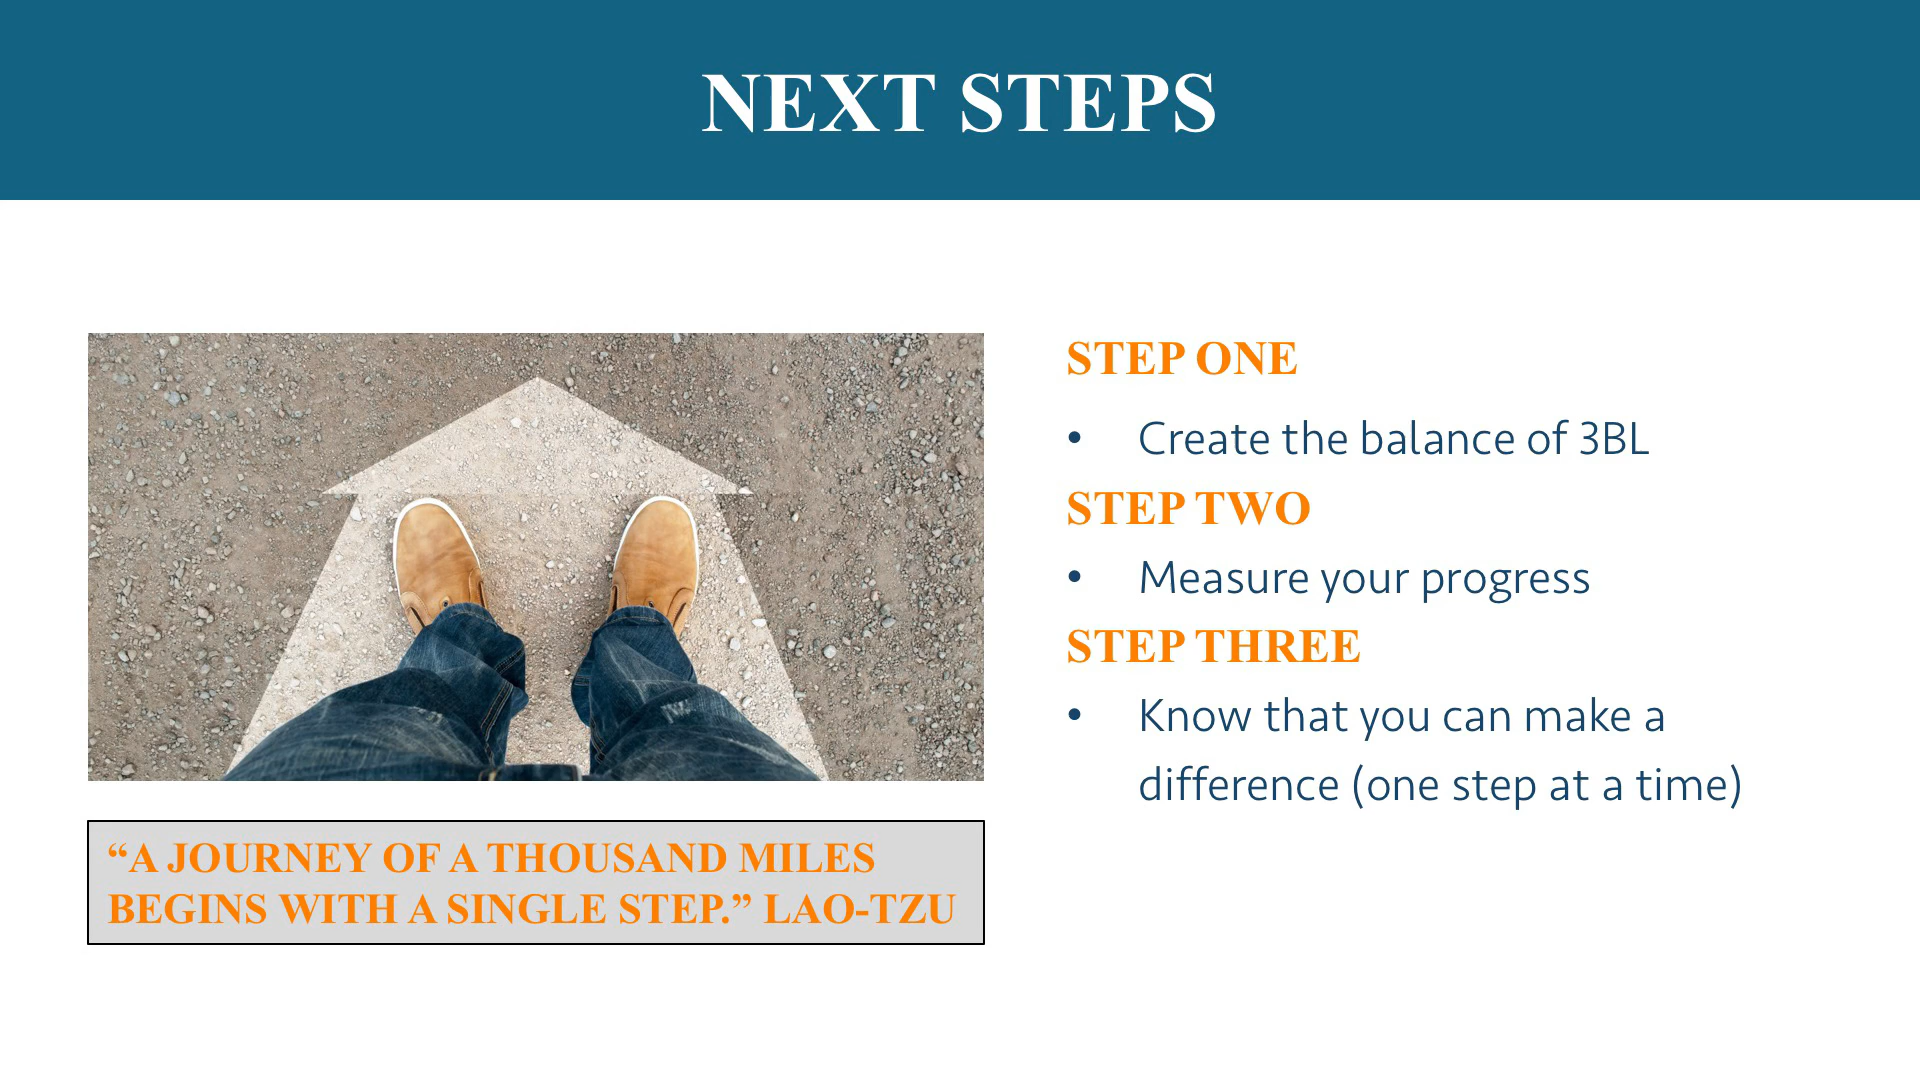 NEXT STEPS
STEP ONE
• Create the balance of 3BL
STEP TWO
• Measure your progress
STEP THREE
• Know that you can make a
difference (one step at a time)
“A JOURNEY OF A THOUSAND MILES
BEGINS WITH A SINGLE STEP.” LAO-TZU